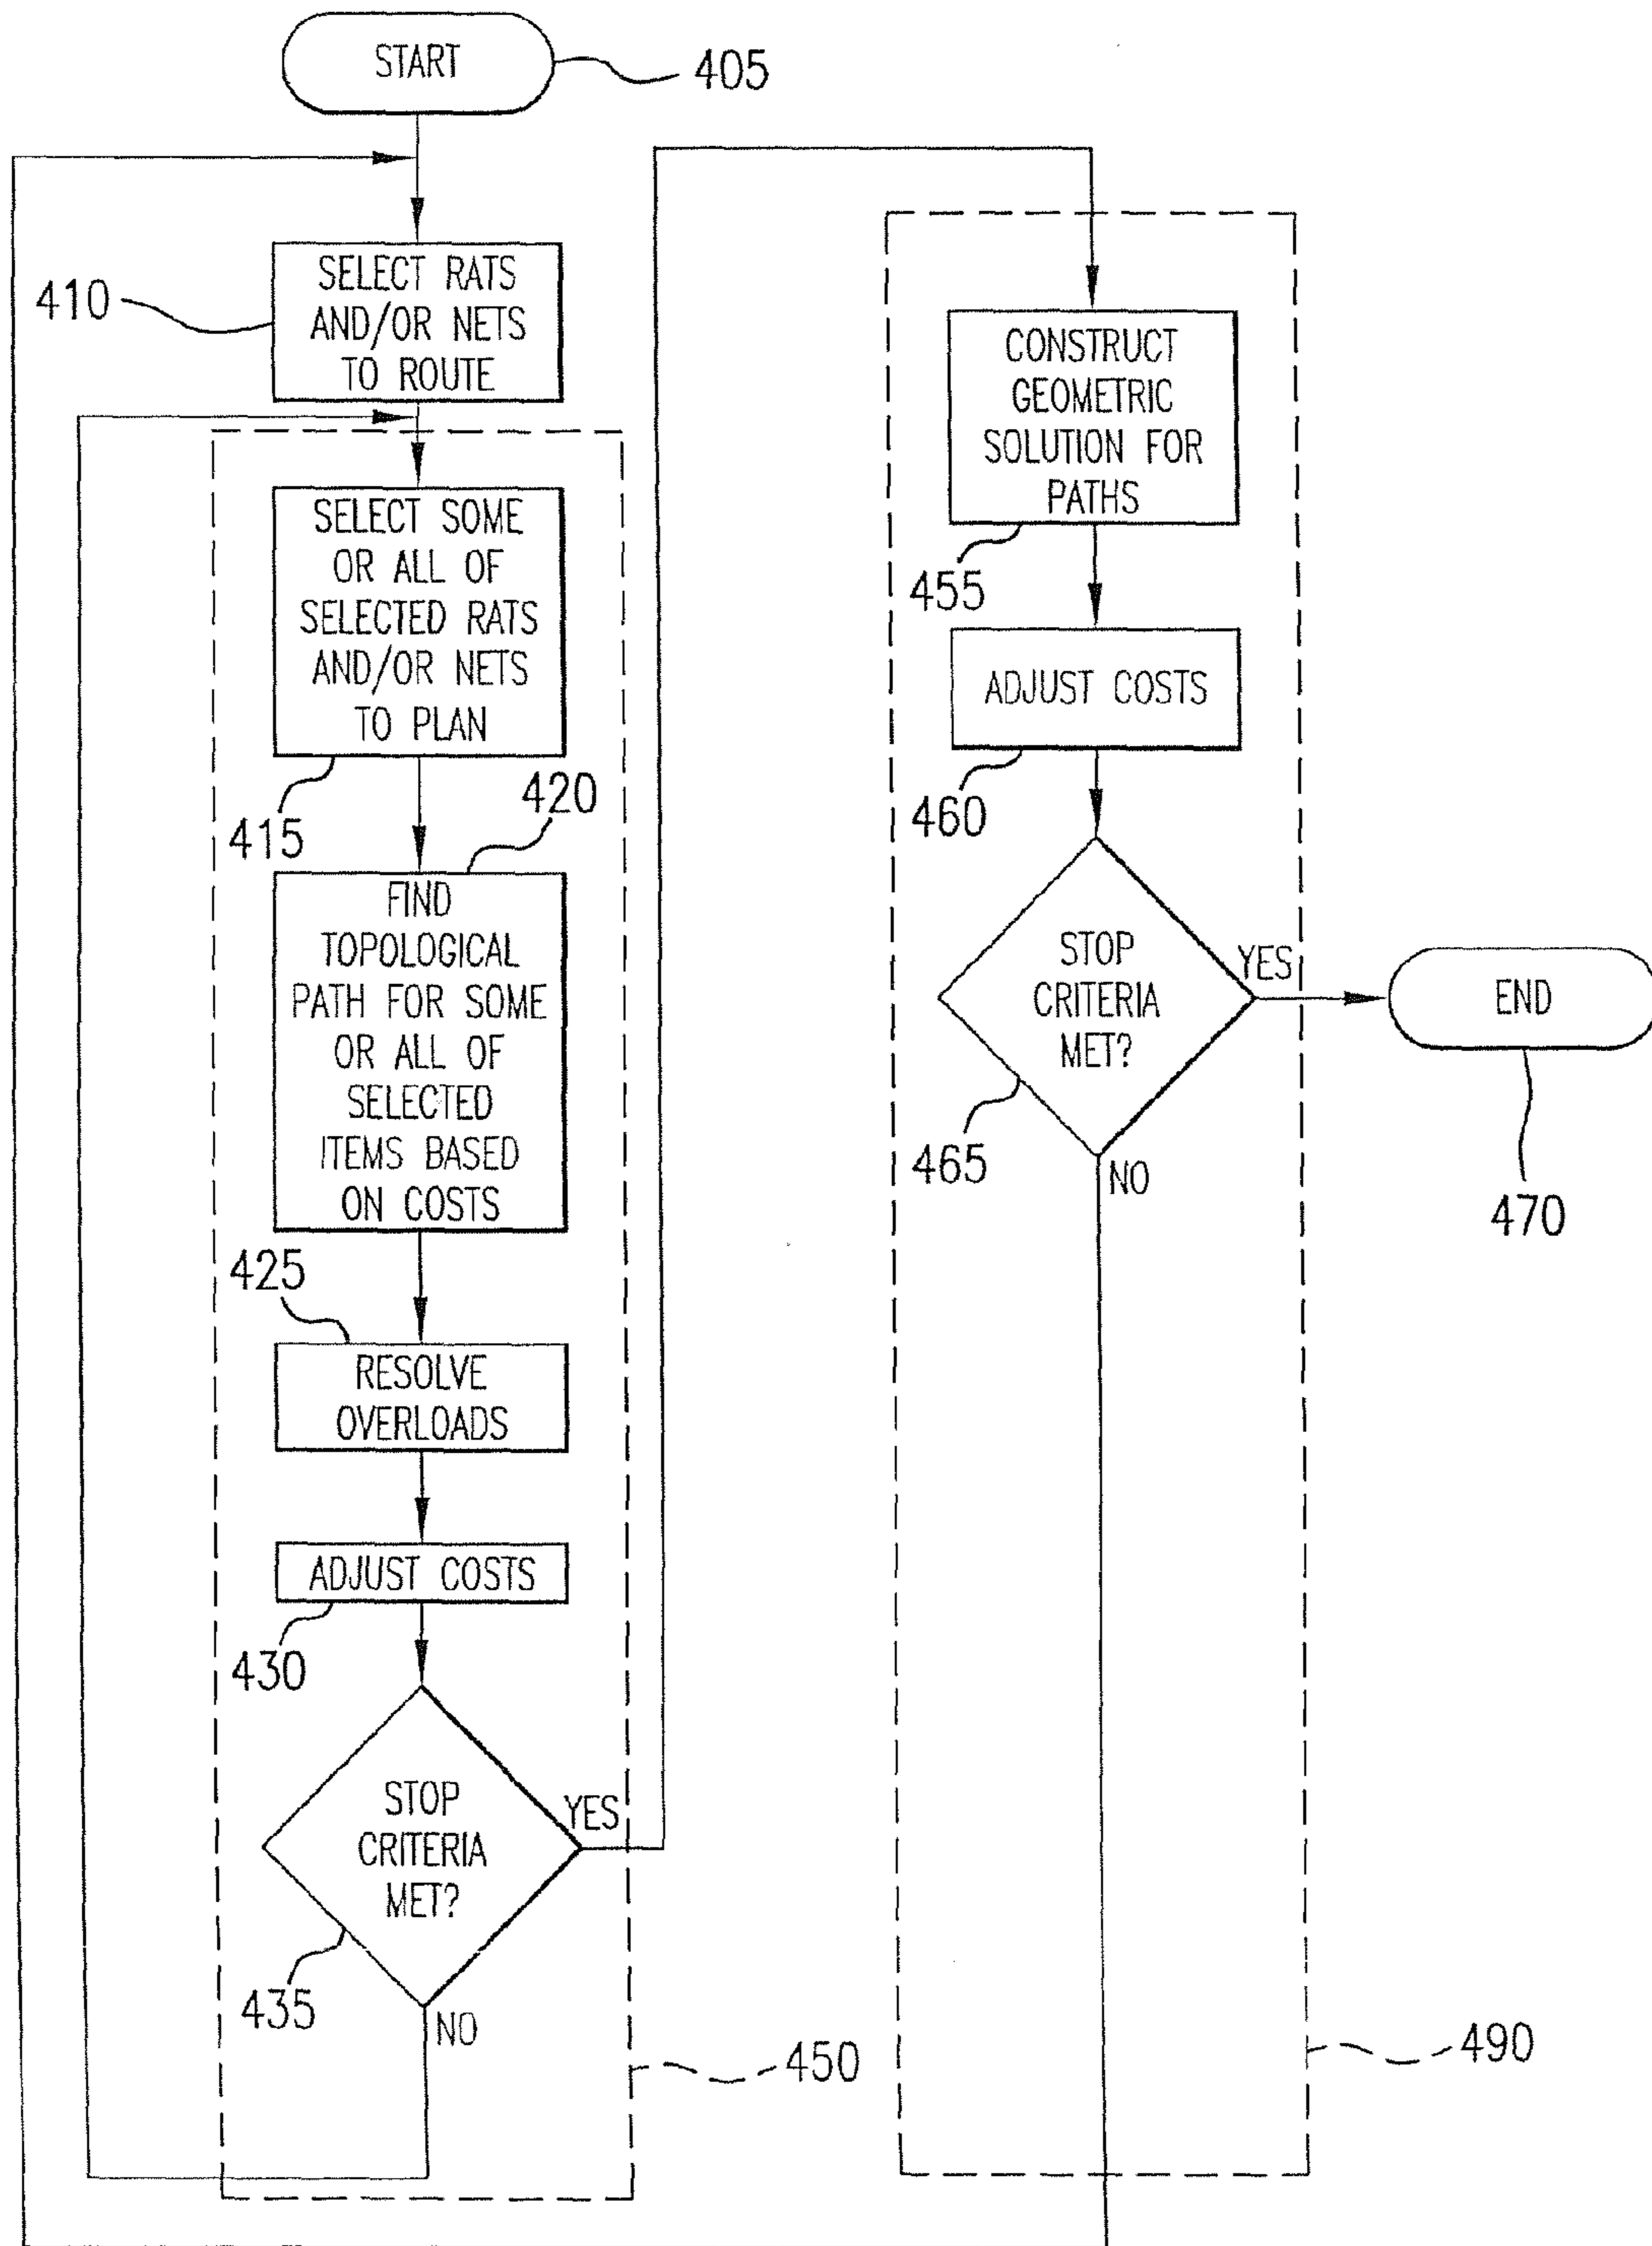 START
405
410
SELECT RATS
AND/OR NETS
TO ROUTE
SELECT SOME
OR ALL OF
SELECTED RATS
AND/OR NETS
TO PLAN
415
420
FIND
TOPOLOGICAL
PATH FOR SOME
OR ALL OF
SELECTED
ITEMS BASED
ON COSTS
425
RESOLVE
OVERLOADS
ADJUST COSTS
430
STOP
CRITERIA
MET?
YES
435
NO
450
CONSTRUCT
GEOMETRIC
SOLUTION FOR
PATHS
455
ADJUST COSTS
460
STOP
CRITERIA
MET?
YES
465
NO
END
470
490